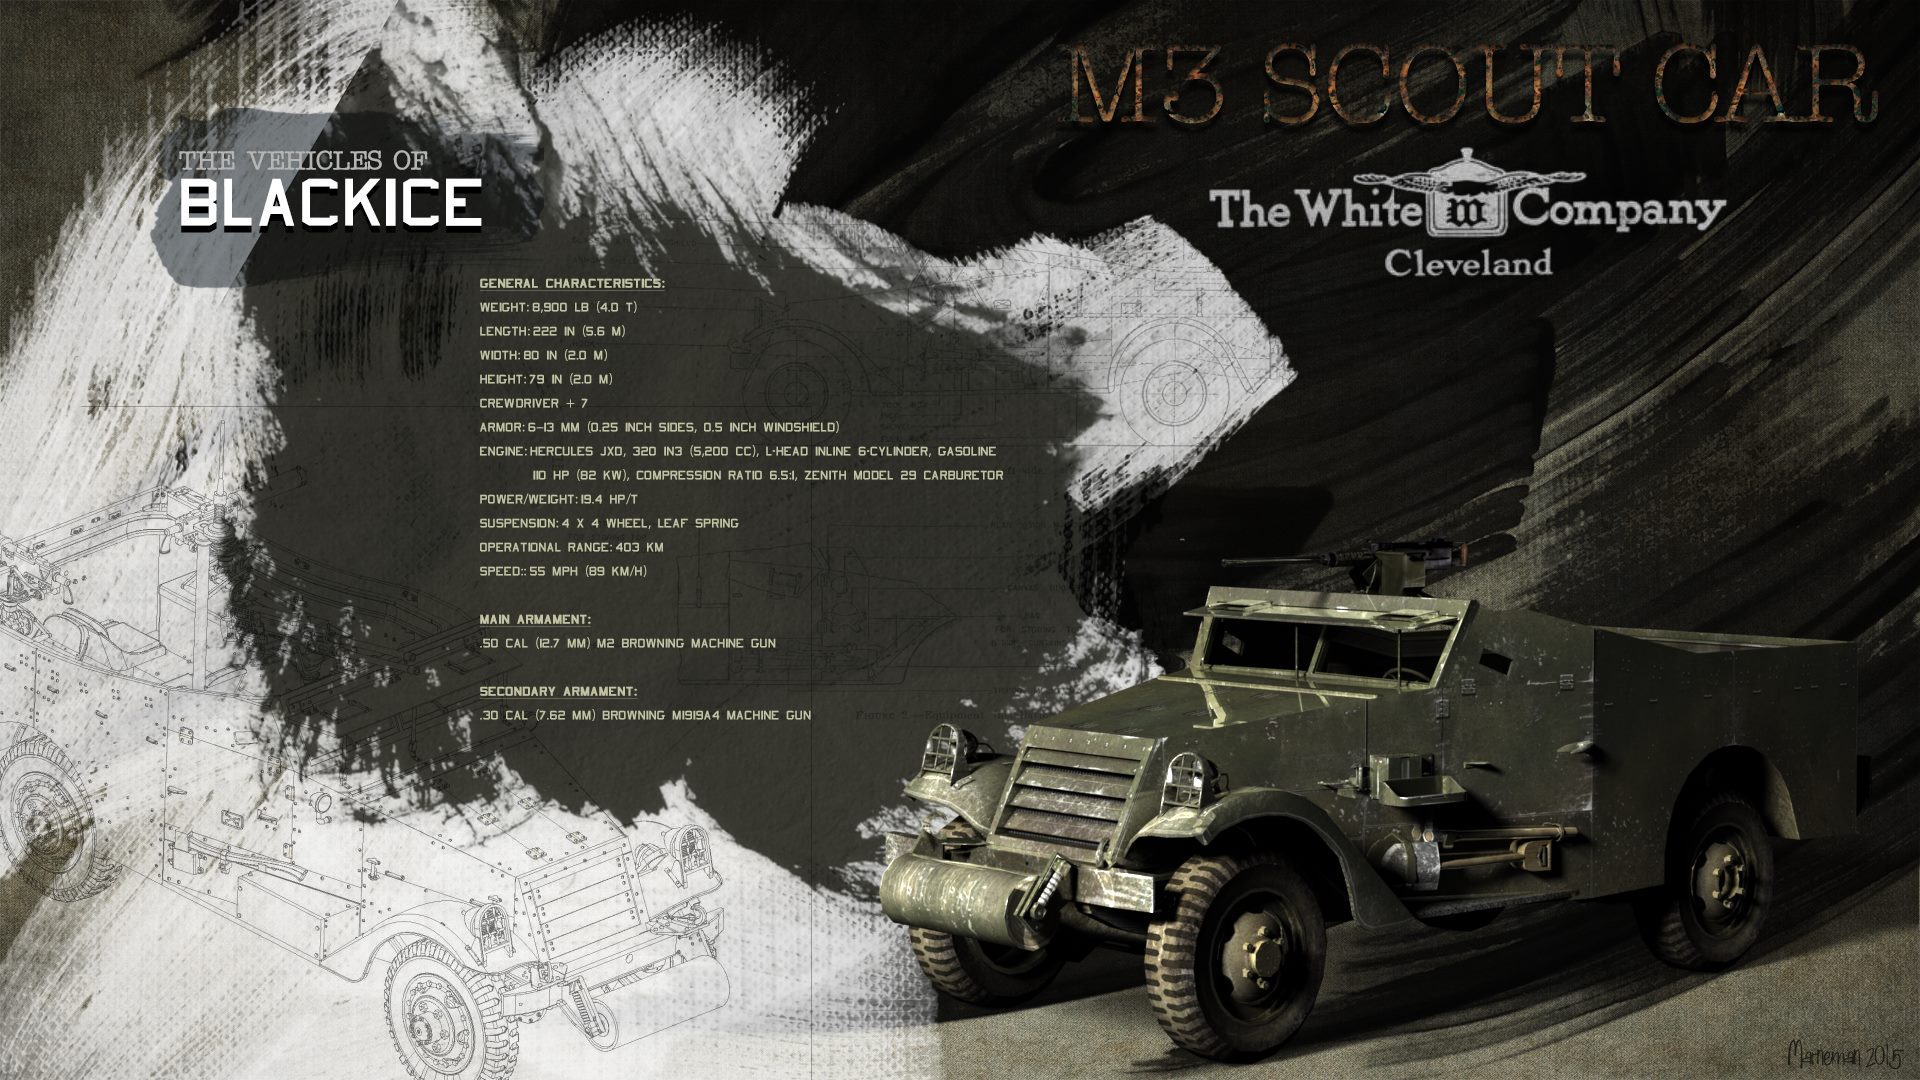 M3 SCOUT CAR
The White m Company
Cleveland
THE VEHICLES OF
BLACKICE
GENERAL CHARACTERISTICS:
WEIGHT: 8,900 LB (4.0 T)
LENGTH: 222 IN (5.6 M)
WIDTH: 80 IN (2.0 M)
HEIGHT: 79 IN (2.0 M)
CREWDRIVER + 7
ARMOR: 6-13 MM (0.25 INCH SIDES, 0.5 INCH WINDSHIELD)
ENGINE: HERCULES JXD, 320 IN3 (5,200 CC), L-HEAD INLINE 6-CYLINDER, GASOLINE
110 HP (82 KW), COMPRESSION RATIO 6.5:1, ZENITH MODEL 29 CARBURETOR
POWER/WEIGHT: 19.4 HP/T
SUSPENSION: 4 X 4 WHEEL, LEAF SPRING
OPERATIONAL RANGE: 403 KM
SPEED:: 55 MPH (89 KM/H)
MAIN ARMAMENT:
.50 CAL (12.7 MM) M2 BROWNING MACHINE GUN
SECONDARY ARMAMENT:
.30 CAL (7.62 MM) BROWNING M1919A4 MACHINE GUN
Marneman 2015